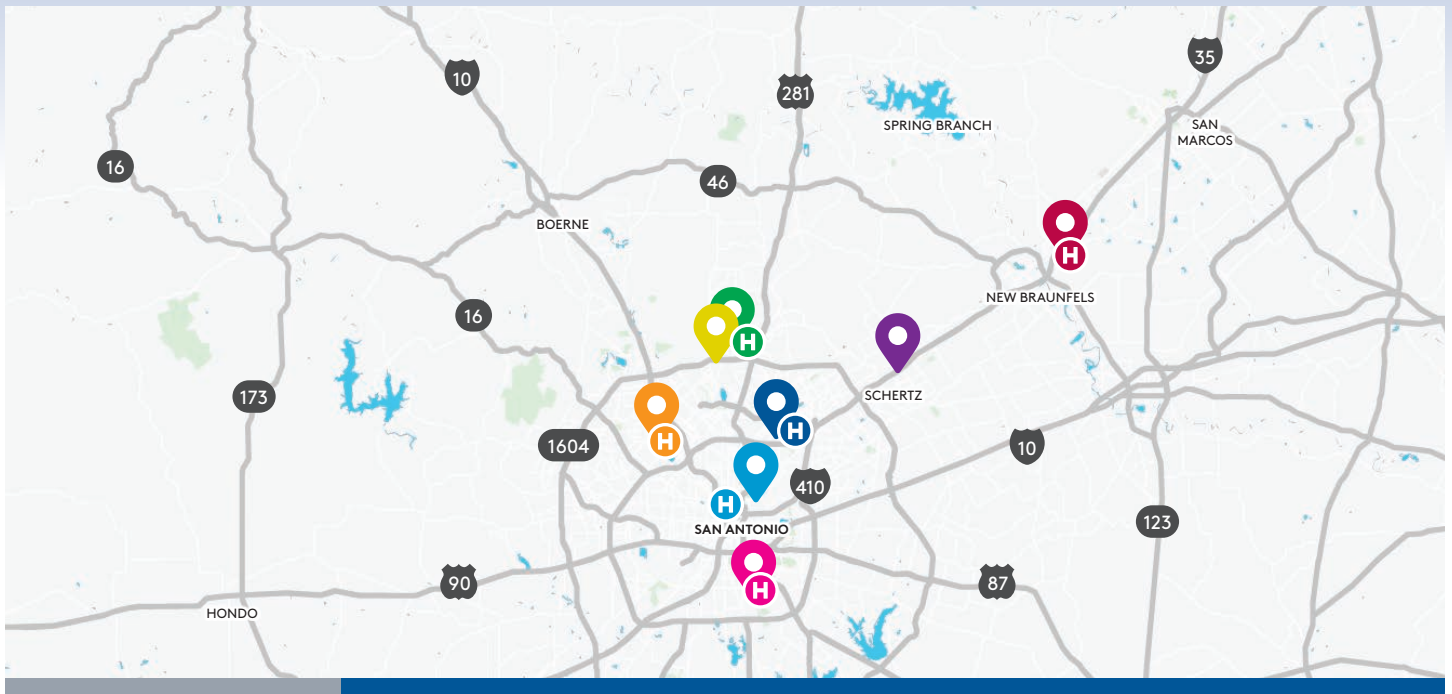 35
10
281
SPRING BRANCH
SAN
MARCOS
16
46
BOERNE
H
NEW BRAUNFELS
16
H
SCHERTZ
173
H
H
1604
10
410
H
SAN ANTONIO
123
90
87
H
HONDO